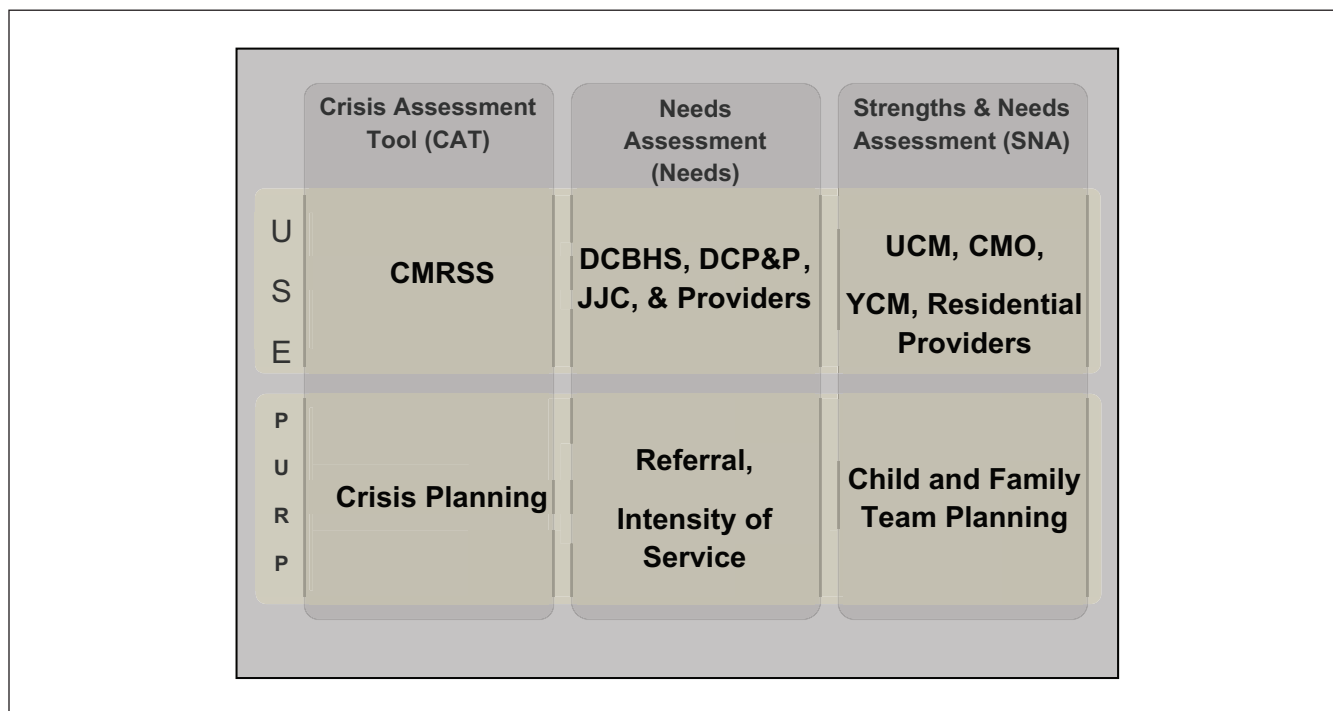 Crisis Assessment
Tool (CAT)
Needs
Assessment
(Needs)
Strengths & Needs
Assessment (SNA)
U
S
E
CMRSS
DCBHS, DCP&P,
JJC, & Providers
UCM, CMO,
YCM, Residential
Providers
P
U
R
P
Crisis Planning
Referral,
Intensity of
Service
Child and Family
Team Planning